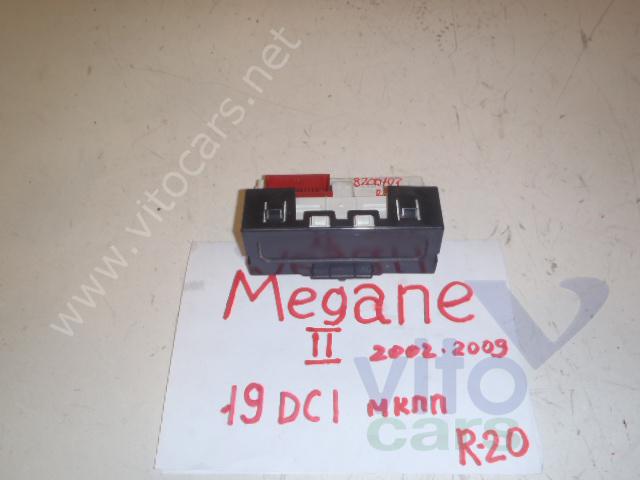 www.vitocars.net
Megane
II
2002.2009
1.9 DCI мкпп
R-20
vito
cars